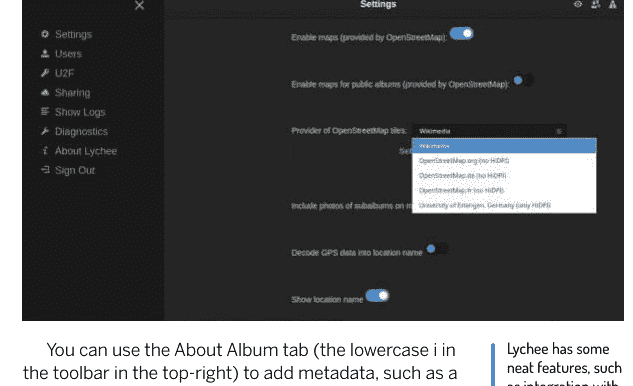 Settings
Settings
Users
U2F
Sharing
Show Logs
Diagnostics
About Lychee
Sign Out
Enable maps (provided by OpenStreetMap):
Enable maps for public albums (provided by OpenStreetMap):
Provider of OpenStreetMap tiles: Wikimedia
Set
Wikimedia
OpenStreetMap.org (no HiDPI)
OpenStreetMap.de (no HiDPI)
OpenStreetMap.fr (no HiDPI)
University of Erlangen, Germany (only HiDPI)
Include photos of subalbums on m
Decode GPS data into location name
Show location name
You can use the About Album tab (the lowercase i in
the toolbar in the top-right) to add metadata, such as a
Lychee has some
neat features, such
as integration with